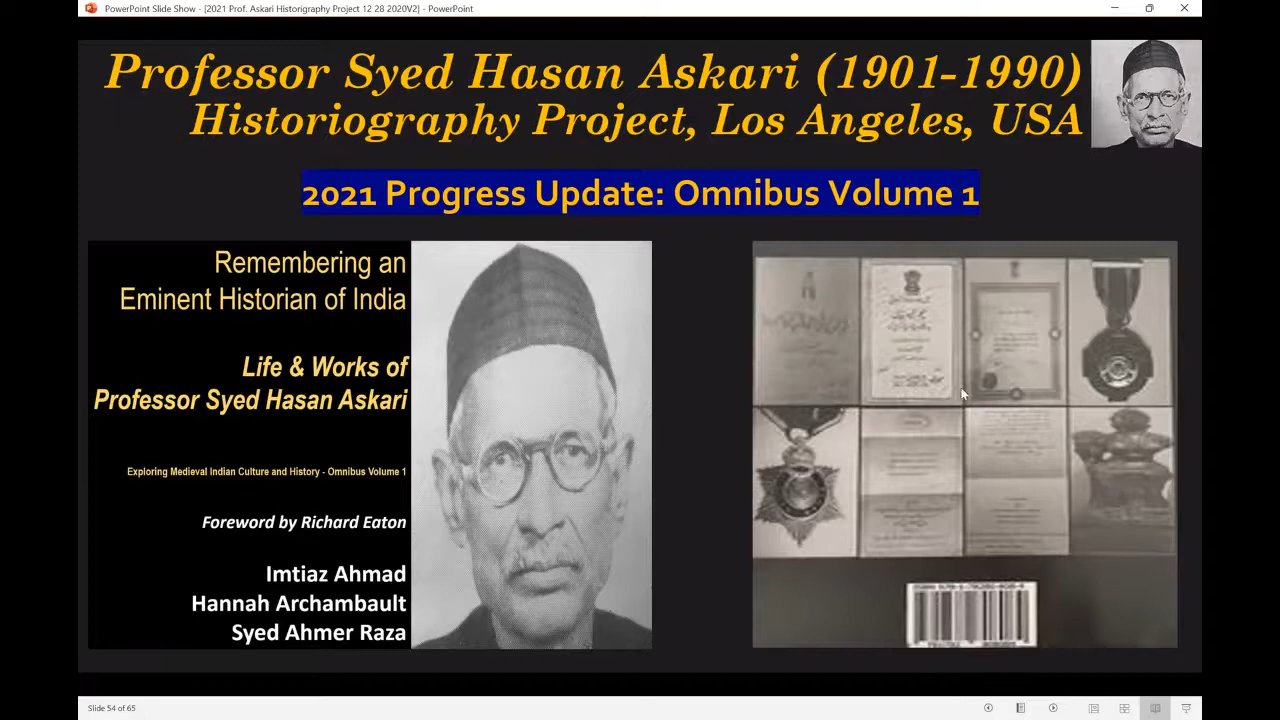 PowerPoint Slide Show - [2021 Prof. Askari Historigraphy Project 12 28 2020V2] - PowerPoint
Professor Syed Hasan Askari (1901-1990)
Historiography Project, Los Angeles, USA
2021 Progress Update: Omnibus Volume 1
Remembering an
Eminent Historian of India
Life & Works of
Professor Syed Hasan Askari
Exploring Medieval Indian Culture and History - Omnibus Volume 1
Foreword by Richard Eaton
Imtiaz Ahmad
Hannah Archambault
Syed Ahmer Raza
Slide 54 of 65